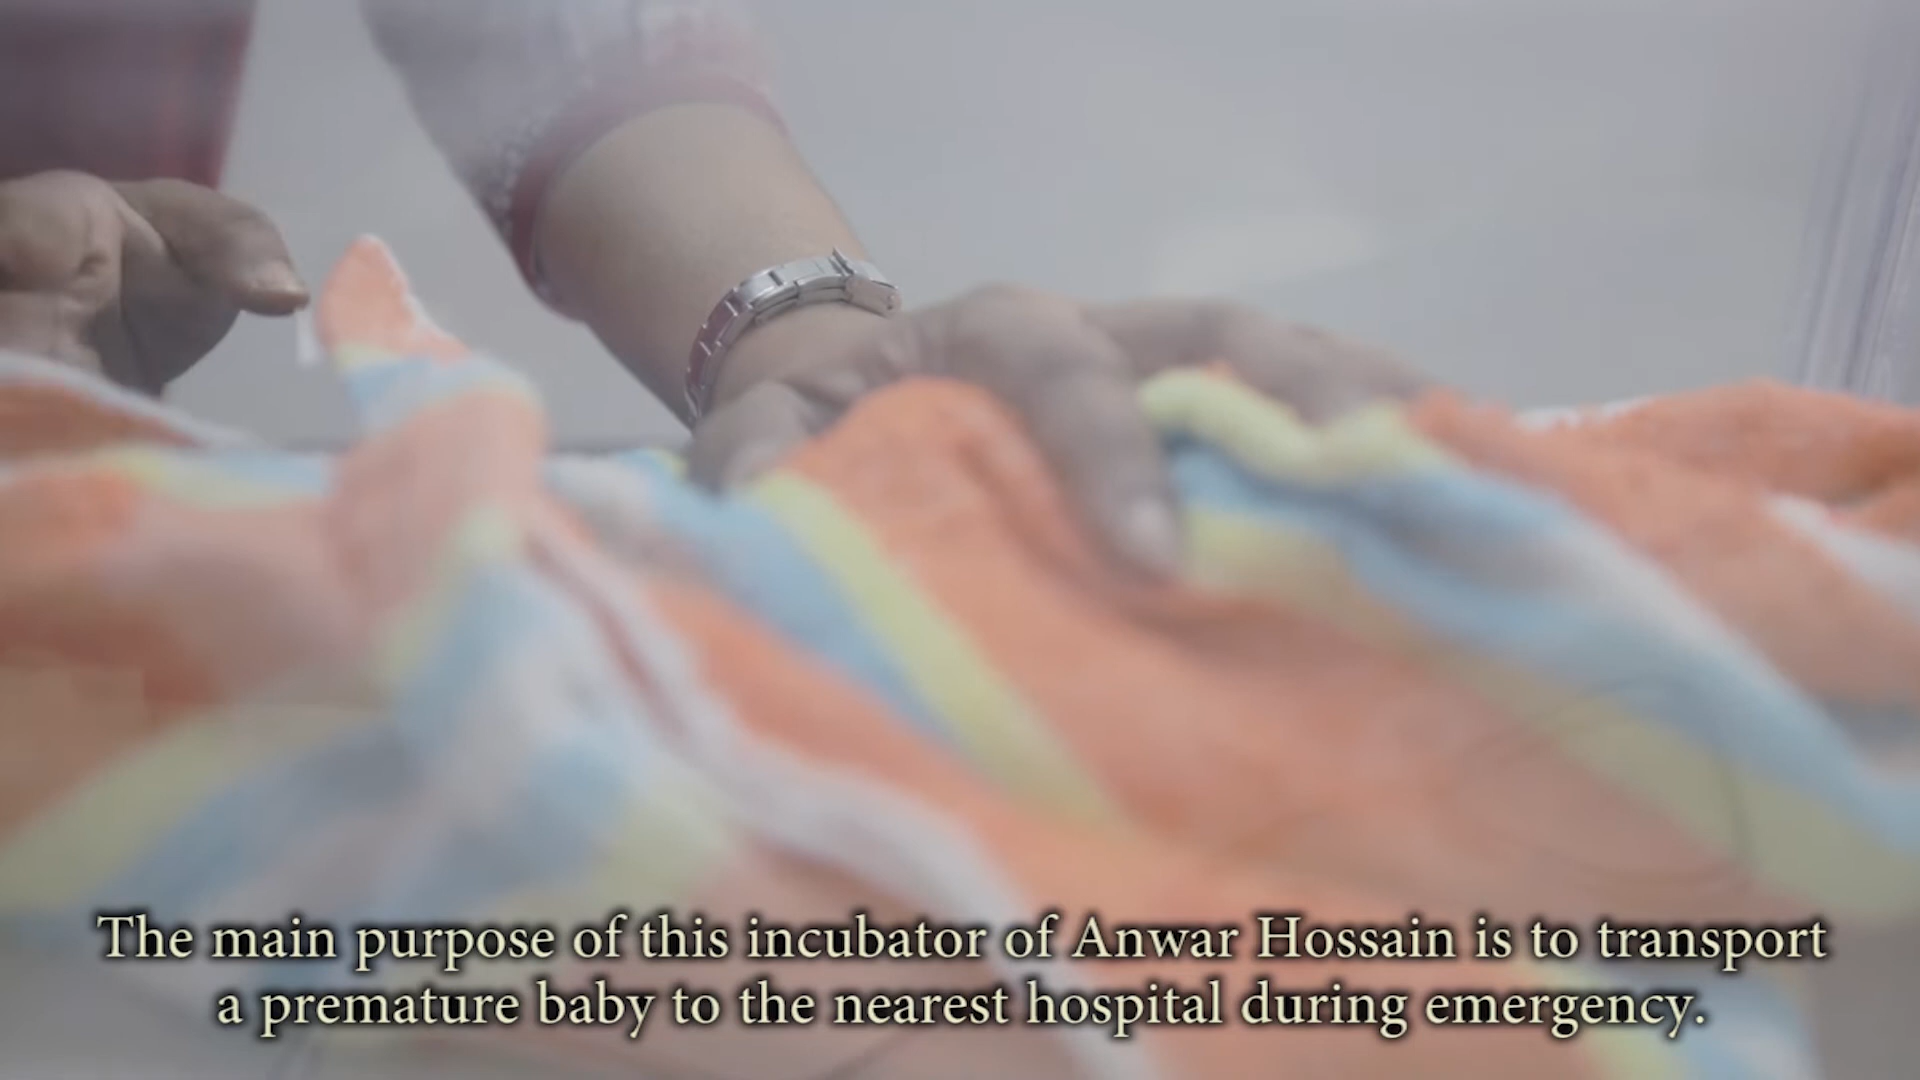 The main purpose of this incubator of Anwar Hossain is to transport
a premature baby to the nearest hospital during emergency.